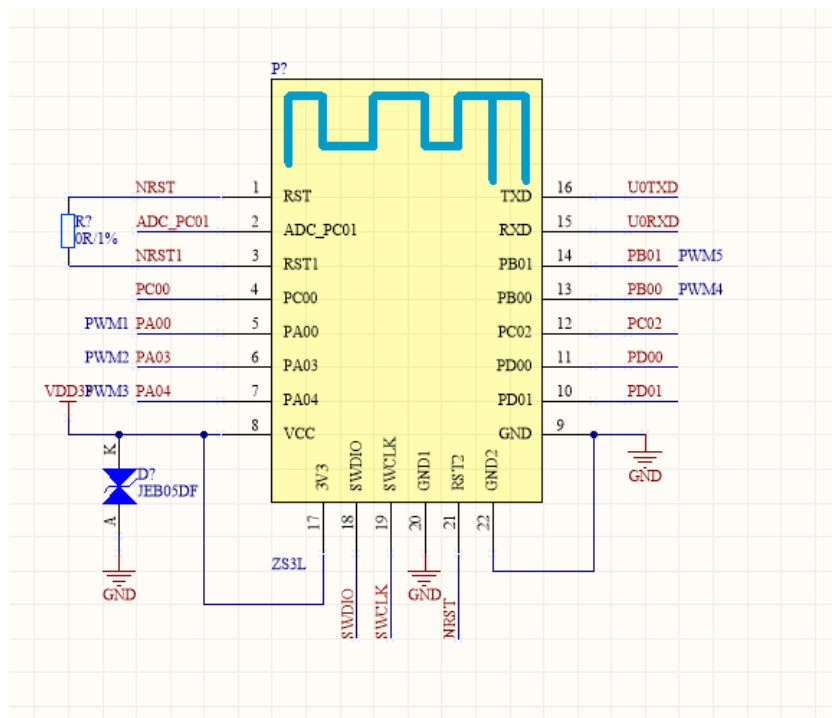 P?
NRST 1 RST TXD 16 U0TXD
R? ADC_PC01 2 ADC_PC01 RXD 15 U0RXD
0R/1%
NRST1 3 RST1 PB01 14 PB01 PWM5
PC00 4 PC00 PB00 13 PB00 PWM4
PWM1 PA00 5 PA00 PC02 12 PC02
PWM2 PA03 6 PA03 PD00 11 PD00
PWM3 PA04 7 PA04 PD01 10 PD01
8 VCC GND 9
K
D?
JEB05DF
A
GND
3V3 SWDIO SWCLK GND1 RST2 GND2
17 18 19 20 21 22
GND
ZS3L
SWDIO SWCLK GND NRST